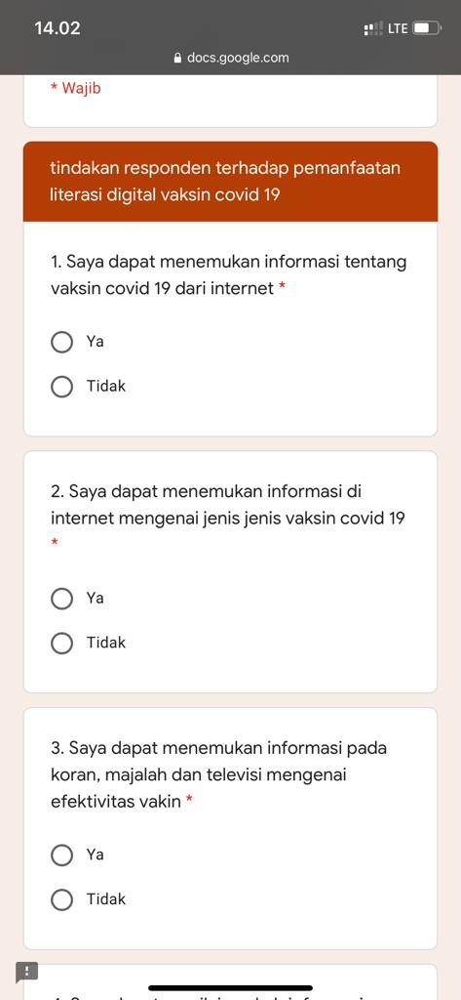 14.02
LTE
docs.google.com
* Wajib
tindakan responden terhadap pemanfaatan
literasi digital vaksin covid 19
1. Saya dapat menemukan informasi tentang
vaksin covid 19 dari internet *
Ya
Tidak
2. Saya dapat menemukan informasi di
internet mengenai jenis jenis vaksin covid 19
*
Ya
Tidak
3. Saya dapat menemukan informasi pada
koran, majalah dan televisi mengenai
efektivitas vakin *
Ya
Tidak